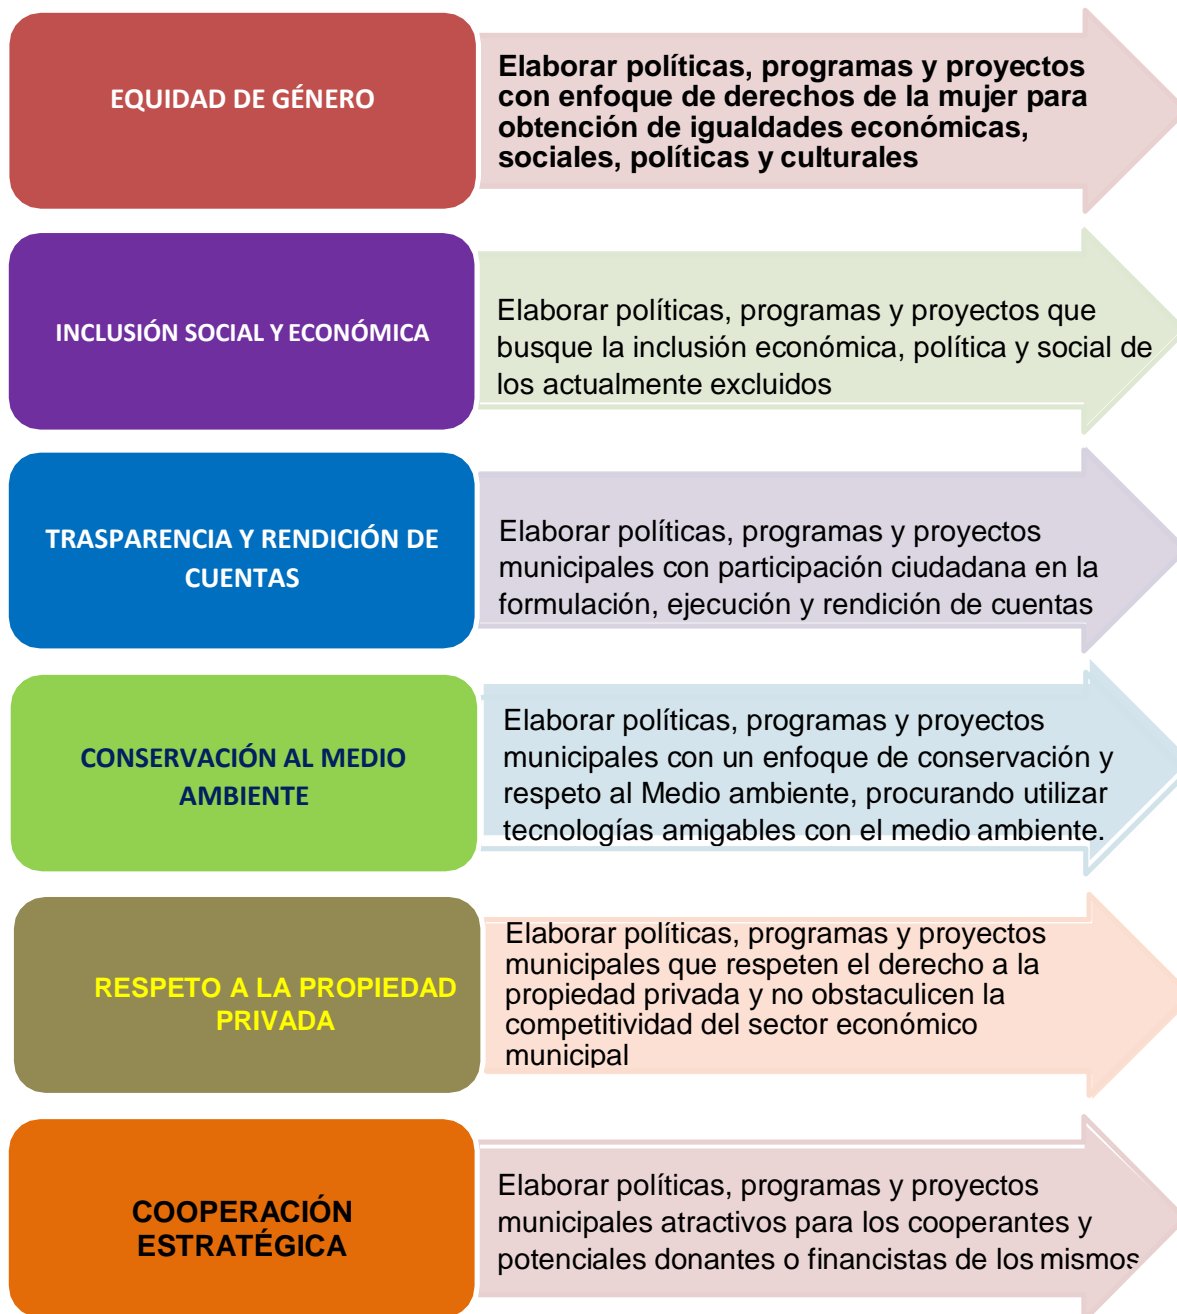 EQUIDAD DE GÉNERO
Elaborar políticas, programas y proyectos
con enfoque de derechos de la mujer para
obtención de igualdades económicas,
sociales, políticas y culturales
INCLUSIÓN SOCIAL Y ECONÓMICA
Elaborar políticas, programas y proyectos que
busque la inclusión económica, política y social de
los actualmente excluidos
TRASPARENCIA Y RENDICIÓN DE
CUENTAS
Elaborar políticas, programas y proyectos
municipales con participación ciudadana en la
formulación, ejecución y rendición de cuentas
CONSERVACIÓN AL MEDIO
AMBIENTE
Elaborar políticas, programas y proyectos
municipales con un enfoque de conservación y
respeto al Medio ambiente, procurando utilizar
tecnologías amigables con el medio ambiente.
RESPETO A LA PROPIEDAD
PRIVADA
Elaborar políticas, programas y proyectos
municipales que respeten el derecho a la
propiedad privada y no obstaculicen la
competitividad del sector económico
municipal
COOPERACIÓN
ESTRATÉGICA
Elaborar políticas, programas y proyectos
municipales atractivos para los cooperantes y
potenciales donantes o financistas de los mismos